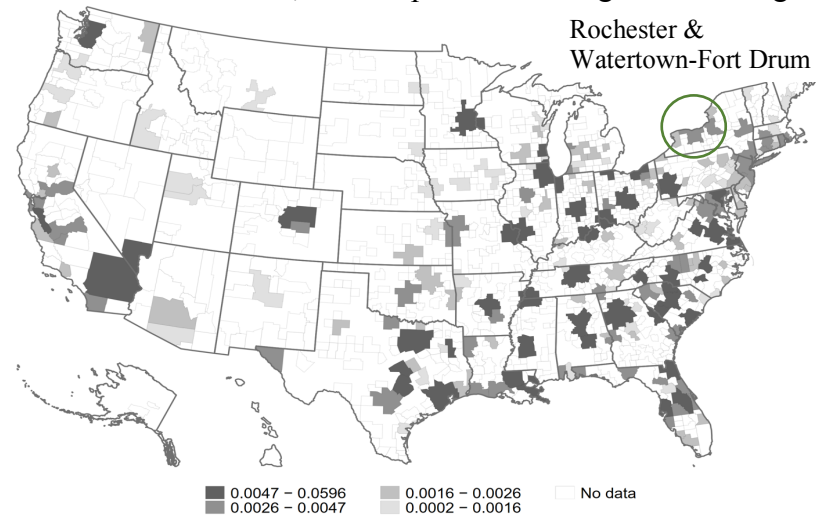 Rochester &
Watertown-Fort Drum
0.0047 − 0.0596
0.0026 − 0.0047
0.0016 − 0.0026
0.0002 − 0.0016
No data